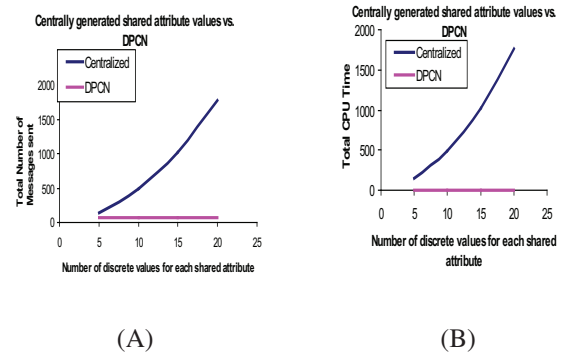 Centrally generated shared attribute values vs.
DPCN
Centralized
DPCN
Total Number of
Messages sent
2000
1500
1000
500
0
0 5 10 15 20 25
Number of discrete values for each shared attribute
(A)
Centrally generated shared attribute values vs.
DPCN
Centralized
DPCN
Total CPU Time
2000
1500
1000
500
0
0 5 10 15 20 25
Number of discrete values for each shared
attribute
(B)